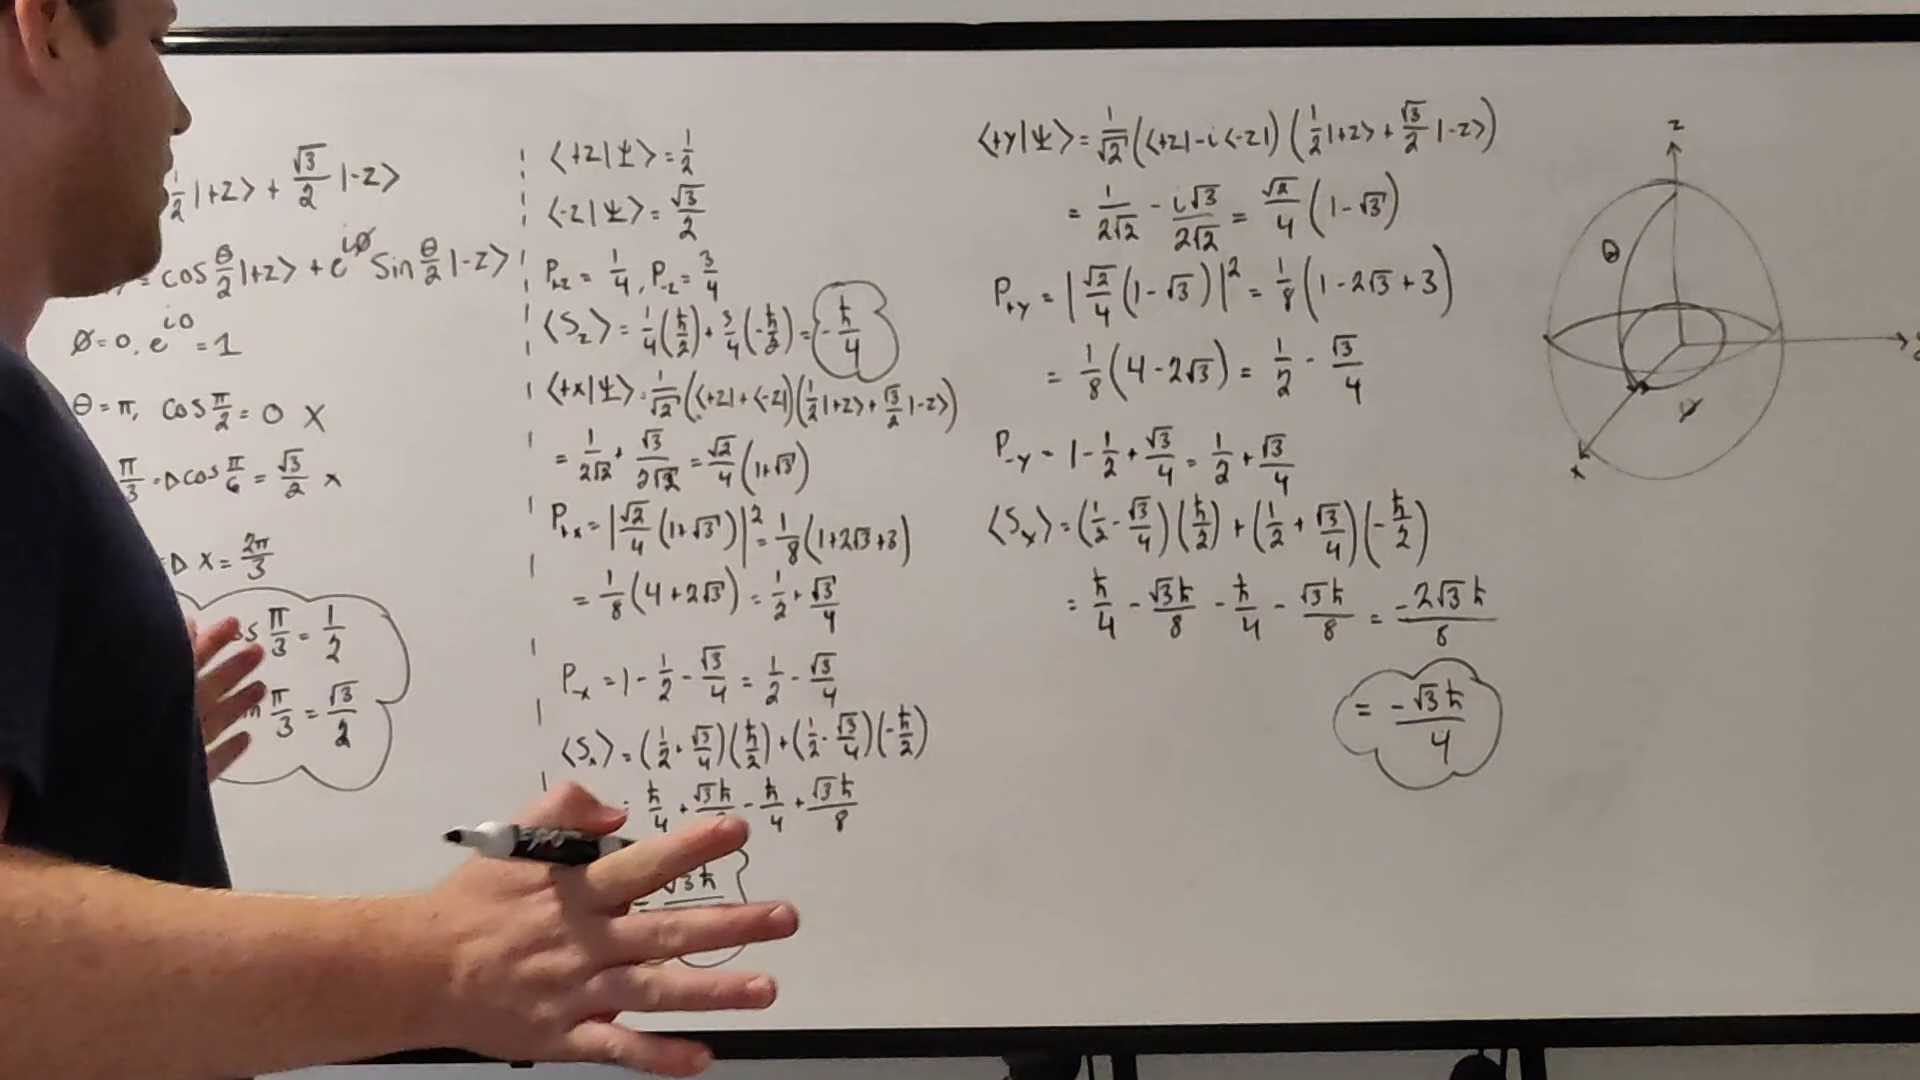 1/2 |+z> + √3/2 |-z>
= cos θ/2 |+z> + e^{iø} Sin θ/2 |-z>
ø=0, e^{i0} = 1
θ = π, cos π/2 = 0 X
π/3 → cos π/6 = √3/2 x
x = 2π/3
π/3 = 1/2
π/3 = √3/2
<+z|Ψ> = 1/2
<-z|Ψ> = √3/2
P_{+z} = 1/4, P_{-z} = 3/4
<S_z> = 1/4(ħ/2) + 3/4(-ħ/2) = -ħ/4
<+x|Ψ> = 1/√2 (<+z| + <-z|)(1/2|+z> + √3/2|-z>)
= 1/2√2 + √3/2√2 = √2/4 (1+√3)
P_{+x} = |√2/4 (1+√3)|^2 = 1/8 (1+2√3+3)
= 1/8 (4+2√3) = 1/2 + √3/4
P_{-x} = 1 - 1/2 - √3/4 = 1/2 - √3/4
<S_x> = (1/2 + √3/4)(ħ/2) + (1/2 - √3/4)(-ħ/2)
= ħ/4 + √3ħ/8 - ħ/4 + √3ħ/8
= √3ħ
<+y|Ψ> = 1/√2 (<+z| - i<-z|)(1/2|+z> + √3/2|-z>)
= 1/2√2 - i√3/2√2 = √2/4 (1-√3)
P_{+y} = |√2/4 (1-√3)|^2 = 1/8 (1-2√3+3)
= 1/8 (4-2√3) = 1/2 - √3/4
P_{-y} = 1 - 1/2 + √3/4 = 1/2 + √3/4
<S_y> = (1/2 - √3/4)(ħ/2) + (1/2 + √3/4)(-ħ/2)
= ħ/4 - √3ħ/8 - ħ/4 - √3ħ/8 = -2√3ħ/8
= -√3ħ/4
z
θ
ø
x
EXPO